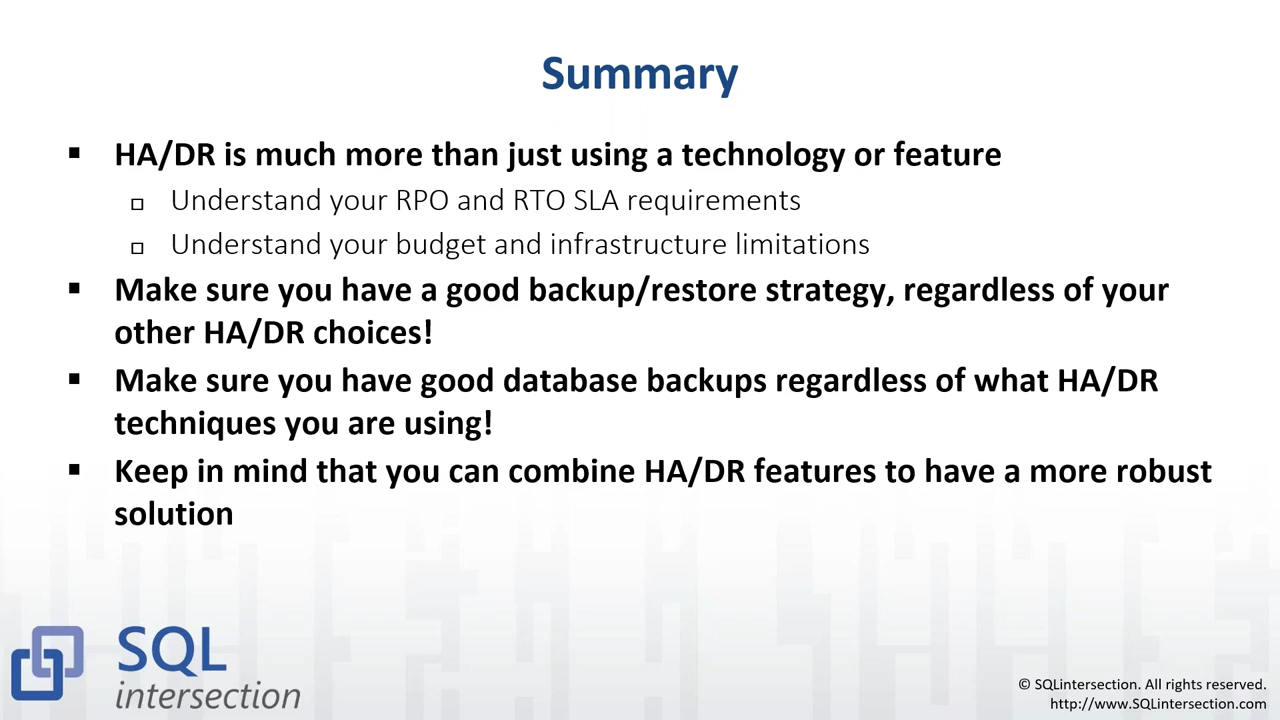 Summary
▪ HA/DR is much more than just using a technology or feature
□ Understand your RPO and RTO SLA requirements
□ Understand your budget and infrastructure limitations
▪ Make sure you have a good backup/restore strategy, regardless of your
other HA/DR choices!
▪ Make sure you have good database backups regardless of what HA/DR
techniques you are using!
▪ Keep in mind that you can combine HA/DR features to have a more robust
solution
SQL
intersection
© SQLintersection. All rights reserved.
http://www.SQLintersection.com